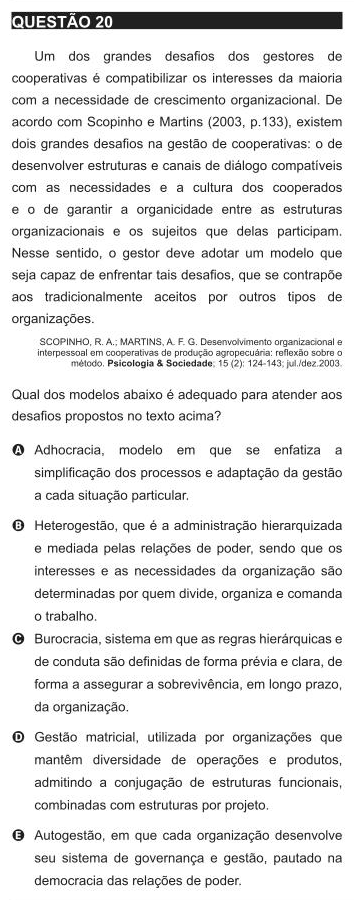 QUESTÃO 20
Um dos grandes desafios dos gestores de
cooperativas é compatibilizar os interesses da maioria
com a necessidade de crescimento organizacional. De
acordo com Scopinho e Martins (2003, p.133), existem
dois grandes desafios na gestão de cooperativas: o de
desenvolver estruturas e canais de diálogo compatíveis
com as necessidades e a cultura dos cooperados
e o de garantir a organicidade entre as estruturas
organizacionais e os sujeitos que delas participam.
Nesse sentido, o gestor deve adotar um modelo que
seja capaz de enfrentar tais desafios, que se contrapõe
aos tradicionalmente aceitos por outros tipos de
organizações.
SCOPINHO, R. A.; MARTINS, A. F. G. Desenvolvimento organizacional e
interpessoal em cooperativas de produção agropecuária: reflexão sobre o
método. Psicologia & Sociedade; 15 (2): 124-143; jul./dez.2003.
Qual dos modelos abaixo é adequado para atender aos
desafios propostos no texto acima?
A Adhocracia, modelo em que se enfatiza a
simplificação dos processos e adaptação da gestão
a cada situação particular.
B Heterogestão, que é a administração hierarquizada
e mediada pelas relações de poder, sendo que os
interesses e as necessidades da organização são
determinadas por quem divide, organiza e comanda
o trabalho.
C Burocracia, sistema em que as regras hierárquicas e
de conduta são definidas de forma prévia e clara, de
forma a assegurar a sobrevivência, em longo prazo,
da organização.
D Gestão matricial, utilizada por organizações que
mantêm diversidade de operações e produtos,
admitindo a conjugação de estruturas funcionais,
combinadas com estruturas por projeto.
E Autogestão, em que cada organização desenvolve
seu sistema de governança e gestão, pautado na
democracia das relações de poder.